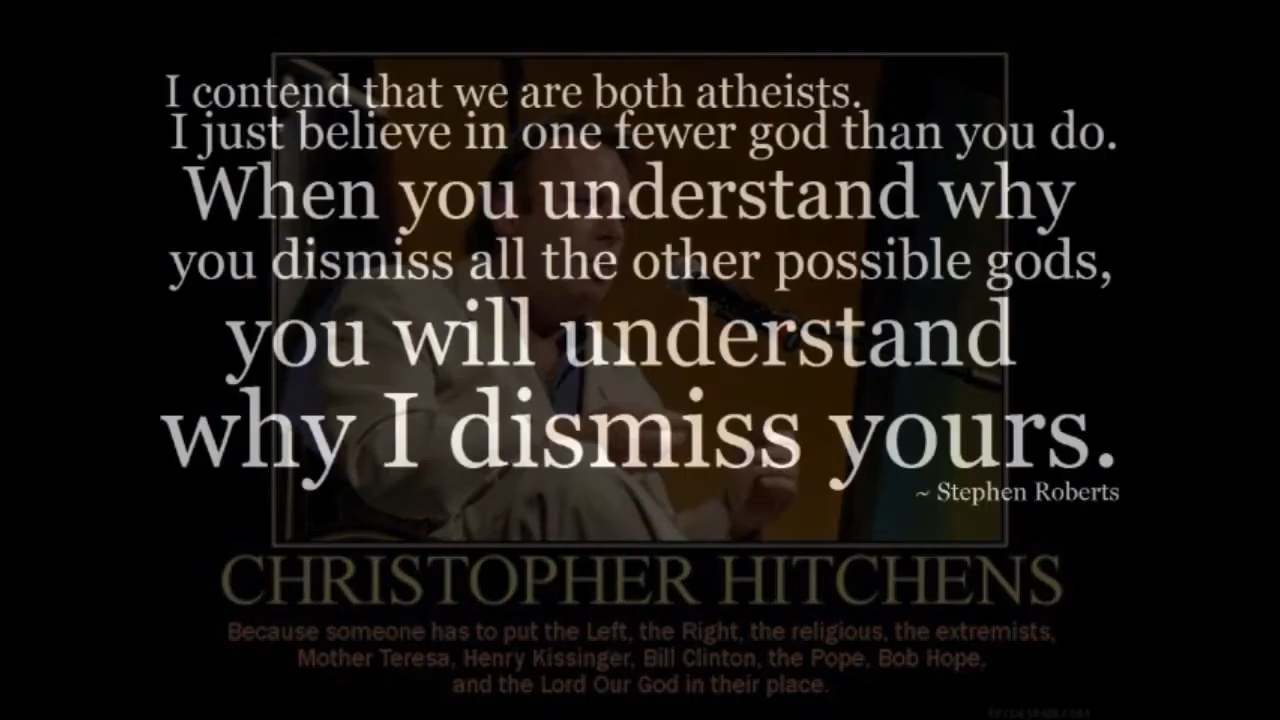 I contend that we are both atheists.
I just believe in one fewer god than you do.
When you understand why
you dismiss all the other possible gods,
you will understand
why I dismiss yours.
~ Stephen Roberts
CHRISTOPHER HITCHENS
Because someone has to put the Left, the Right, the religious, the extremists,
Mother Teresa, Henry Kissinger, Bill Clinton, the Pope, Bob Hope,
and the Lord Our God in their place.